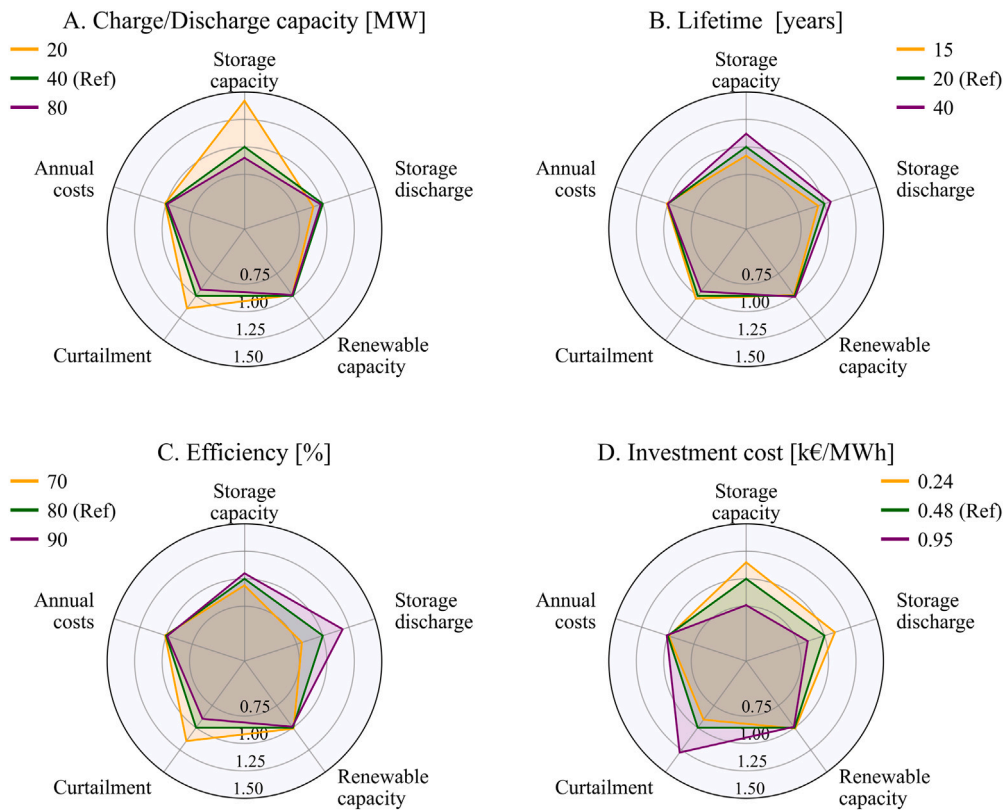 A. Charge/Discharge capacity [MW]
20
40 (Ref)
80
Storage
capacity
Storage
discharge
Renewable
capacity
Curtailment
Annual
costs
0.75
1.00
1.25
1.50
B. Lifetime [years]
15
20 (Ref)
40
Storage
capacity
Storage
discharge
Renewable
capacity
Curtailment
Annual
costs
0.75
1.00
1.25
1.50
C. Efficiency [%]
70
80 (Ref)
90
Storage
capacity
Storage
discharge
Renewable
capacity
Curtailment
Annual
costs
0.75
1.00
1.25
1.50
D. Investment cost [k€/MWh]
0.24
0.48 (Ref)
0.95
Storage
capacity
Storage
discharge
Renewable
capacity
Curtailment
Annual
costs
0.75
1.00
1.25
1.50